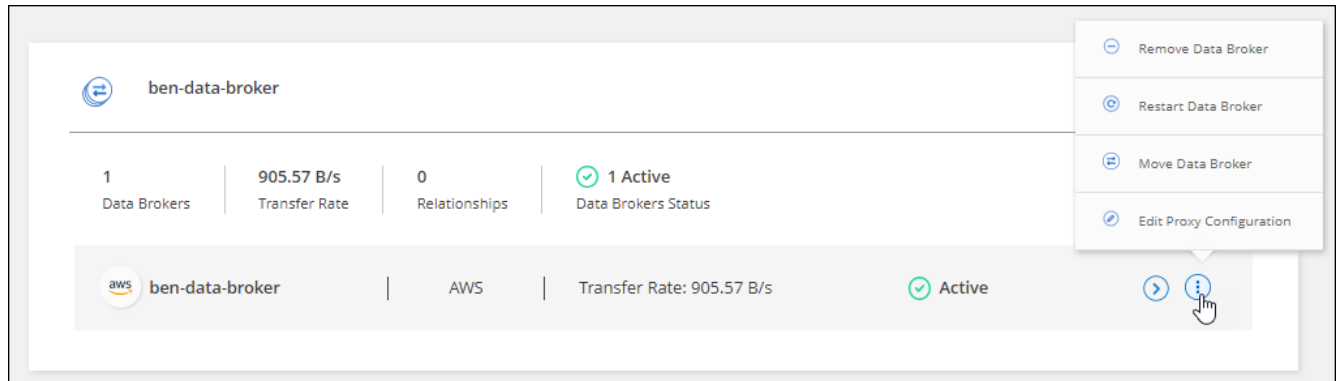 ben-data-broker
Remove Data Broker
Restart Data Broker
Move Data Broker
Edit Proxy Configuration
1
Data Brokers
905.57 B/s
Transfer Rate
0
Relationships
1 Active
Data Brokers Status
aws ben-data-broker AWS Transfer Rate: 905.57 B/s Active